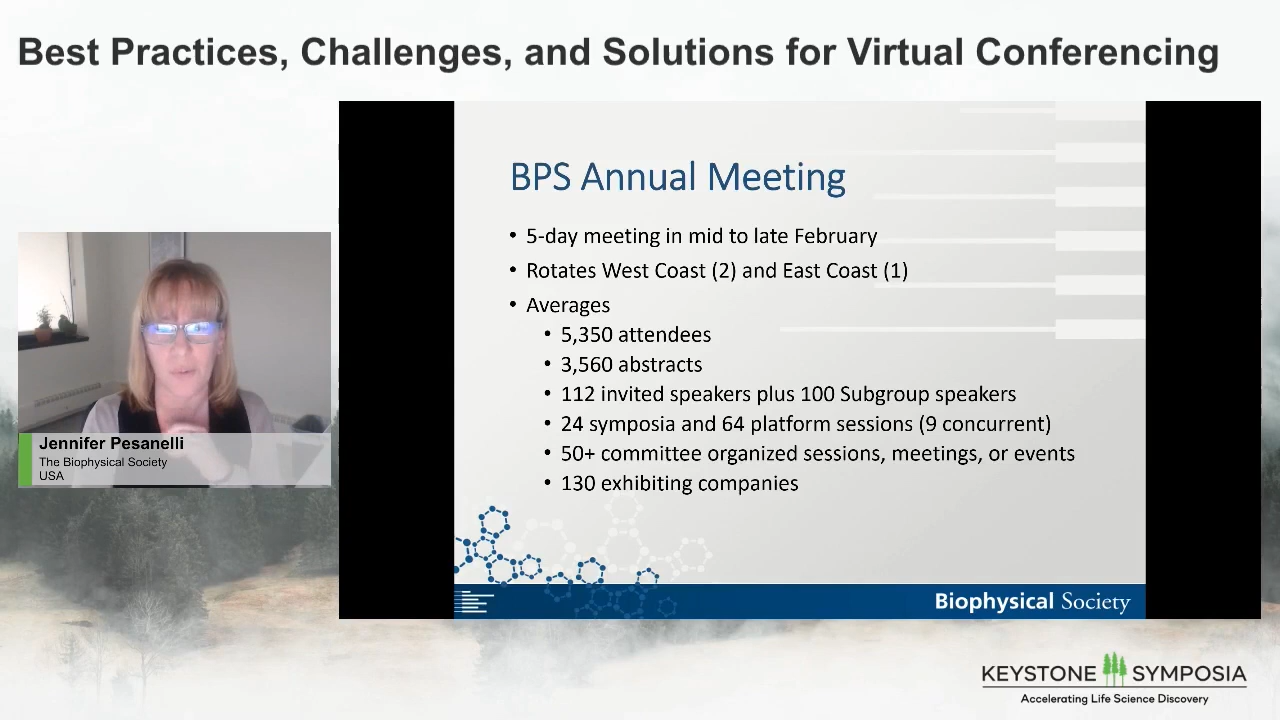 Best Practices, Challenges, and Solutions for Virtual Conferencing
BPS Annual Meeting
• 5-day meeting in mid to late February
• Rotates West Coast (2) and East Coast (1)
• Averages
• 5,350 attendees
• 3,560 abstracts
• 112 invited speakers plus 100 Subgroup speakers
• 24 symposia and 64 platform sessions (9 concurrent)
• 50+ committee organized sessions, meetings, or events
• 130 exhibiting companies
Biophysical Society
Jennifer Pesanelli
The Biophysical Society
USA
KEYSTONE SYMPOSIA
Accelerating Life Science Discovery